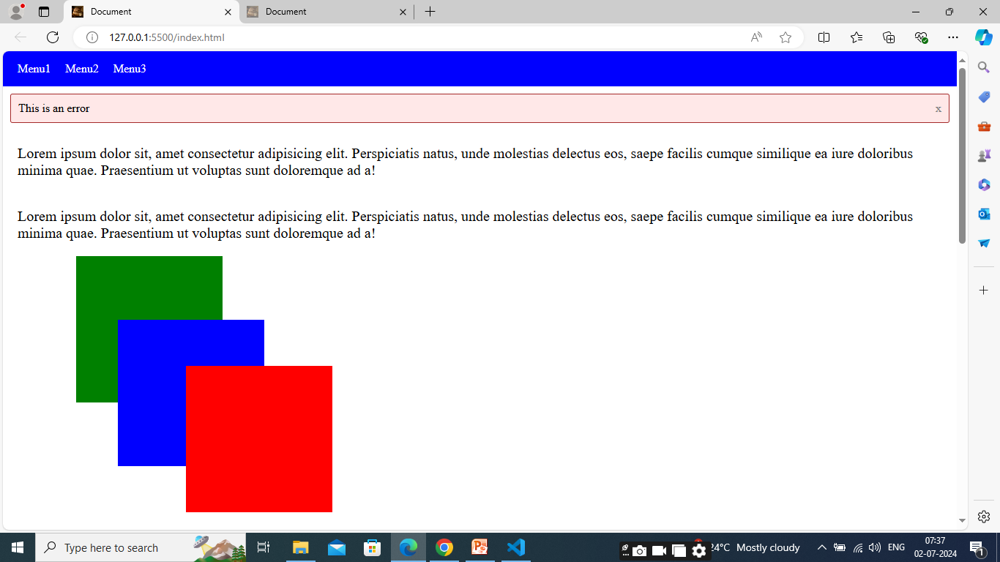 Document
Document
127.0.0.1:5500/index.html
Menu1 Menu2 Menu3
This is an error x
Lorem ipsum dolor sit, amet consectetur adipisicing elit. Perspiciatis natus, unde molestias delectus eos, saepe facilis cumque similique ea iure doloribus
minima quae. Praesentium ut voluptas sunt doloremque ad a!
Lorem ipsum dolor sit, amet consectetur adipisicing elit. Perspiciatis natus, unde molestias delectus eos, saepe facilis cumque similique ea iure doloribus
minima quae. Praesentium ut voluptas sunt doloremque ad a!
Type here to search
24°C Mostly cloudy
ENG
07:37
02-07-2024
1